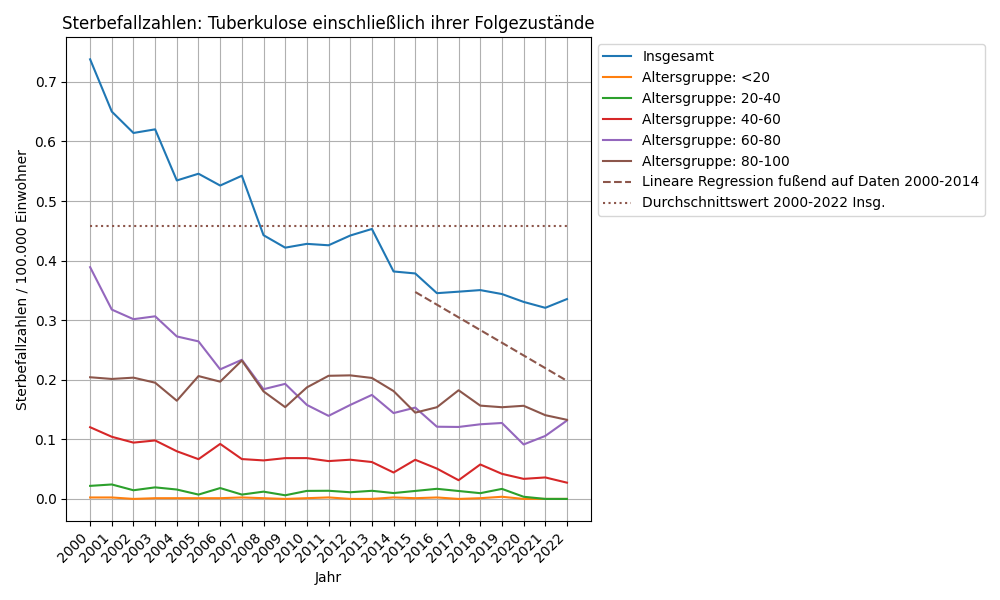 Sterbefallzahlen: Tuberkulose einschließlich ihrer Folgezustände
Insgesamt
Altersgruppe: <20
Altersgruppe: 20-40
Altersgruppe: 40-60
Altersgruppe: 60-80
Altersgruppe: 80-100
Lineare Regression fußend auf Daten 2000-2014
Durchschnittswert 2000-2022 Insg.
Sterbefallzahlen / 100.000 Einwohner
0.7
0.6
0.5
0.4
0.3
0.2
0.1
0.0
2000 2001 2002 2003 2004 2005 2006 2007 2008 2009 2010 2011 2012 2013 2014 2015 2016 2017 2018 2019 2020 2021 2022
Jahr